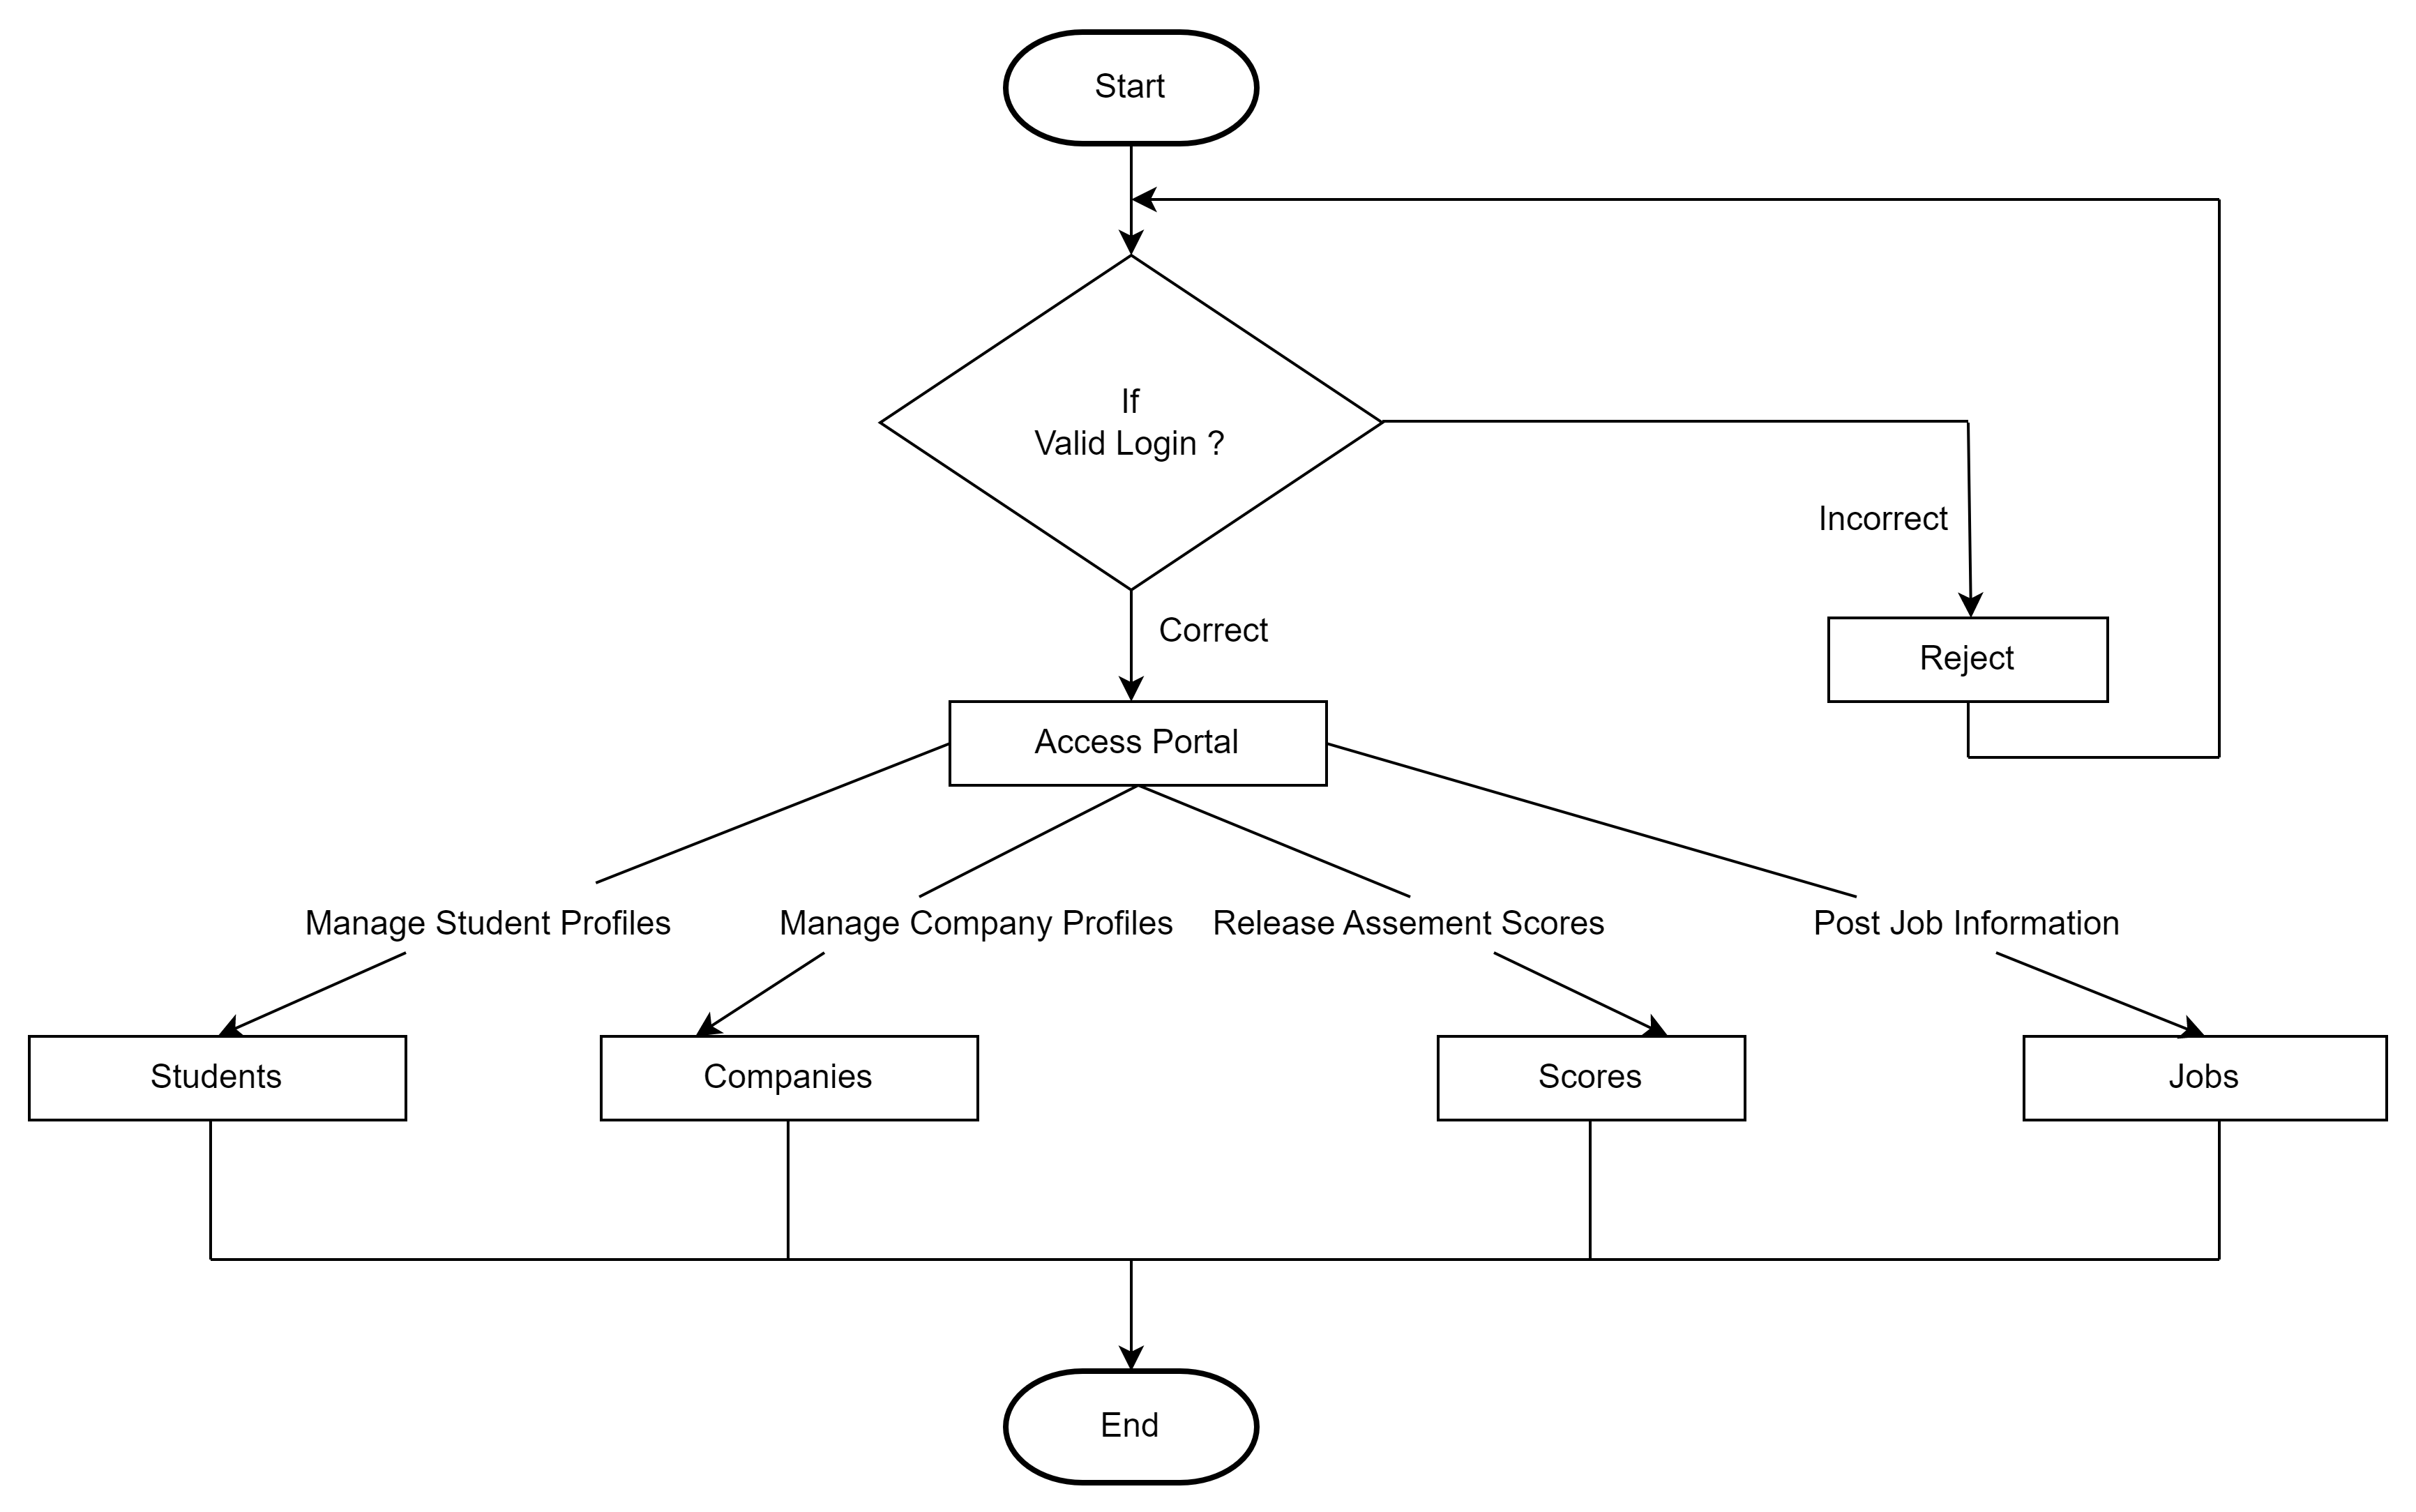 Start
If
Valid Login ?
Incorrect
Correct
Reject
Access Portal
Manage Student Profiles
Manage Company Profiles
Release Assement Scores
Post Job Information
Students
Companies
Scores
Jobs
End